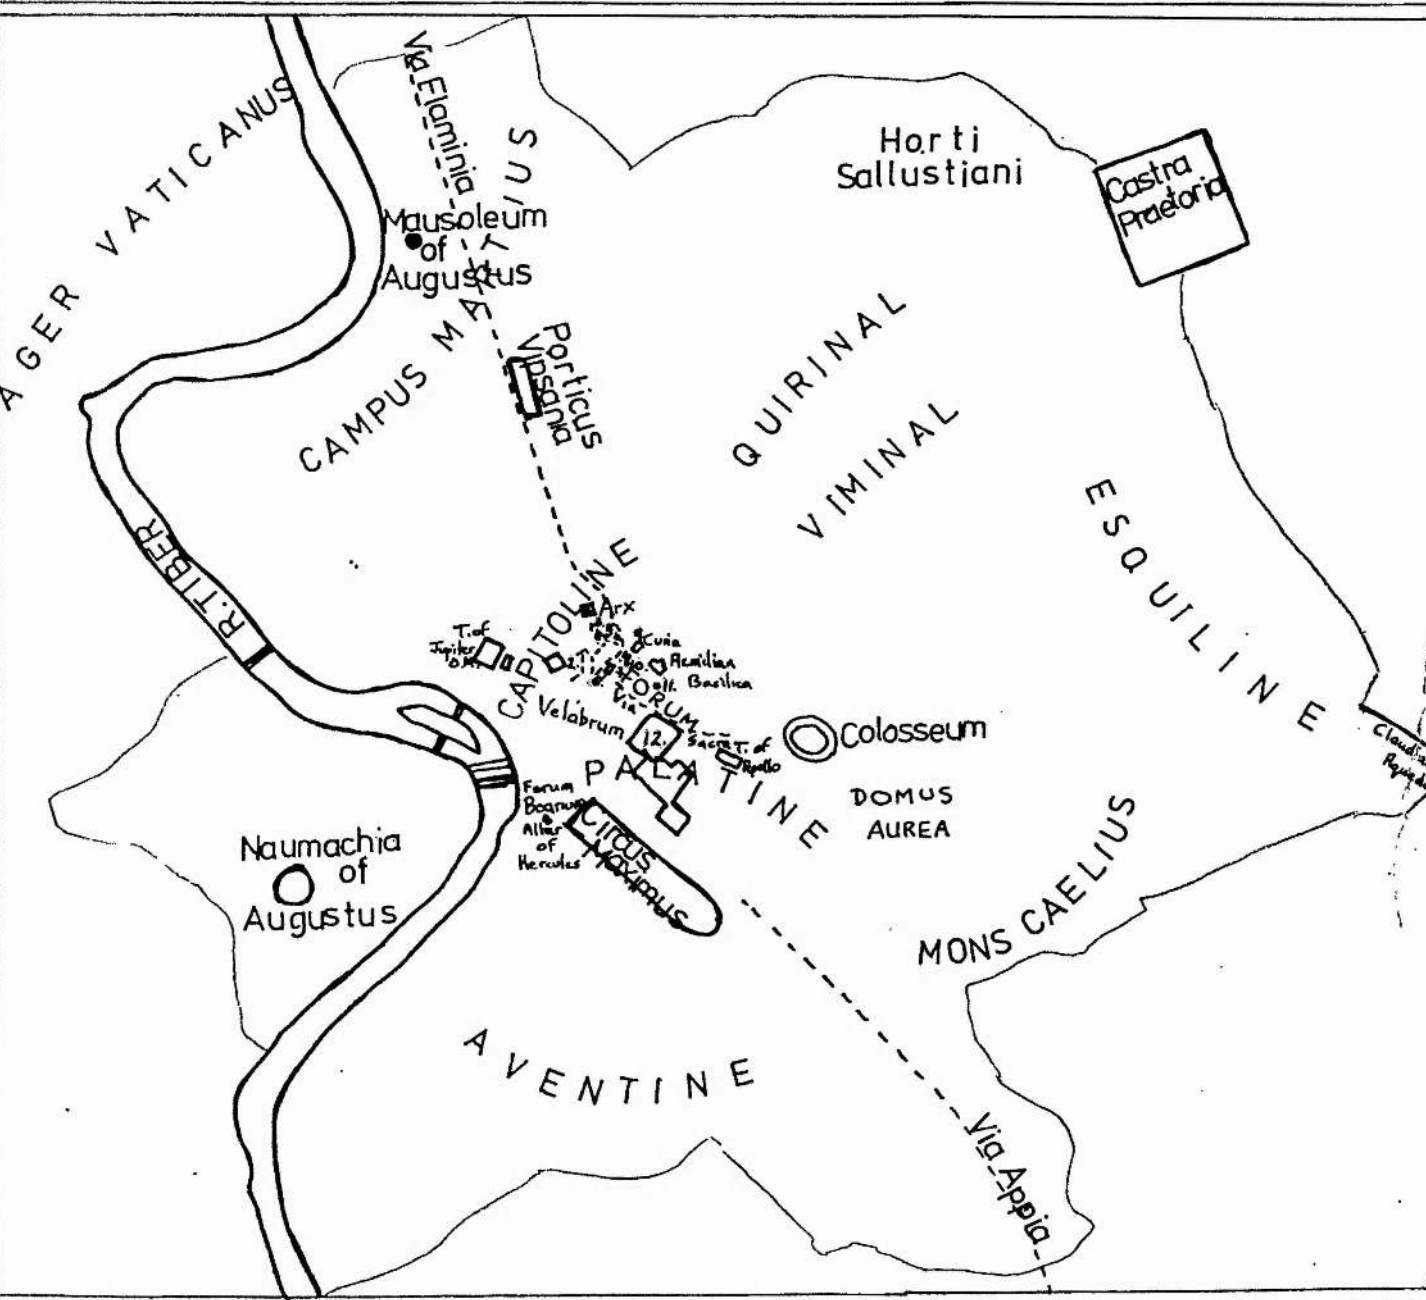 Via Flaminia
AGER VATICANUS
Horti
Sallustiani
Castra
Praetoria
Mausoleum
of
Augustus
CAMPUS MARTIUS
Porticus
Vipsania
QUIRINAL
VIMINAL
ESQUILINE
R.TIBER
CAPITOLINE
Arx
T. of
Jupiter
O.M.
Curia
Aemilian
Basilica
2.
11.
FORUM
Via
Sacra
Velabrum
12.
T. of
Apollo
Colosseum
PALATINE
DOMUS
AUREA
Claudian
Forum
Boarium
&
Altar
of
Hercules
Circus
Maximus
Naumachia
of
Augustus
MONS CAELIUS
AVENTINE
Via Appia